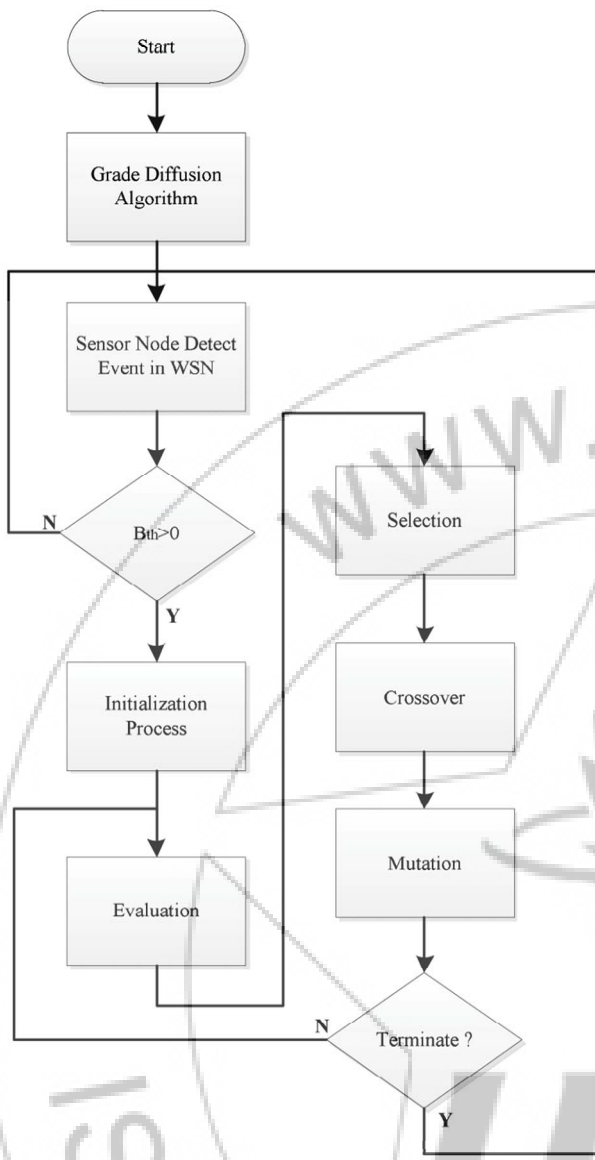 Start
Grade Diffusion
Algorithm
Sensor Node Detect
Event in WSN
N
Bth>0
Y
Initialization
Process
Evaluation
Selection
Crossover
Mutation
N
Terminate ?
Y
www.